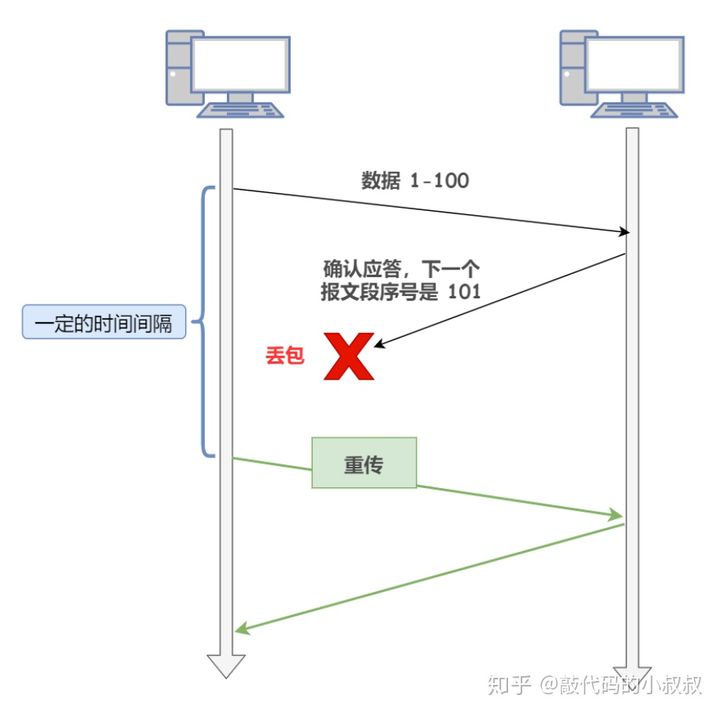 数据 1-100
确认应答，下一个
报文段序号是 101
一定的时间间隔
丢包
重传
知乎 @敲代码的小叔叔